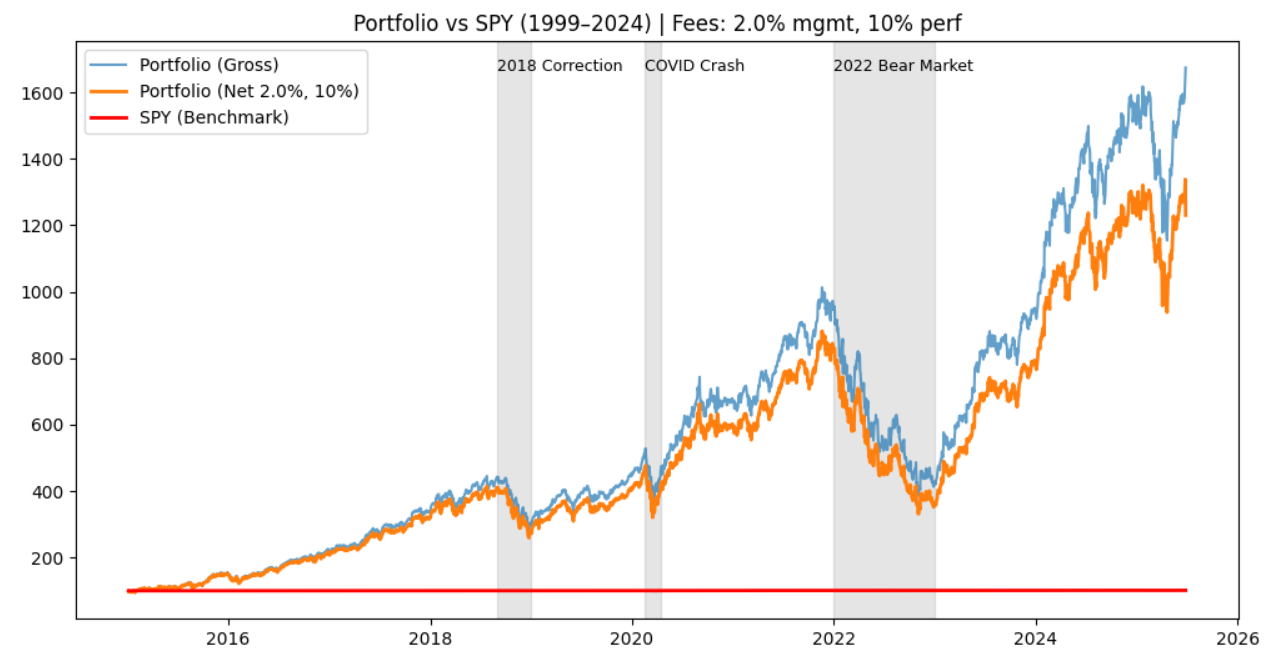 Portfolio vs SPY (1999–2024) | Fees: 2.0% mgmt, 10% perf
Portfolio (Gross)
Portfolio (Net 2.0%, 10%)
SPY (Benchmark)
2018 Correction
COVID Crash
2022 Bear Market
1600
1400
1200
1000
800
600
400
200
2016
2018
2020
2022
2024
2026